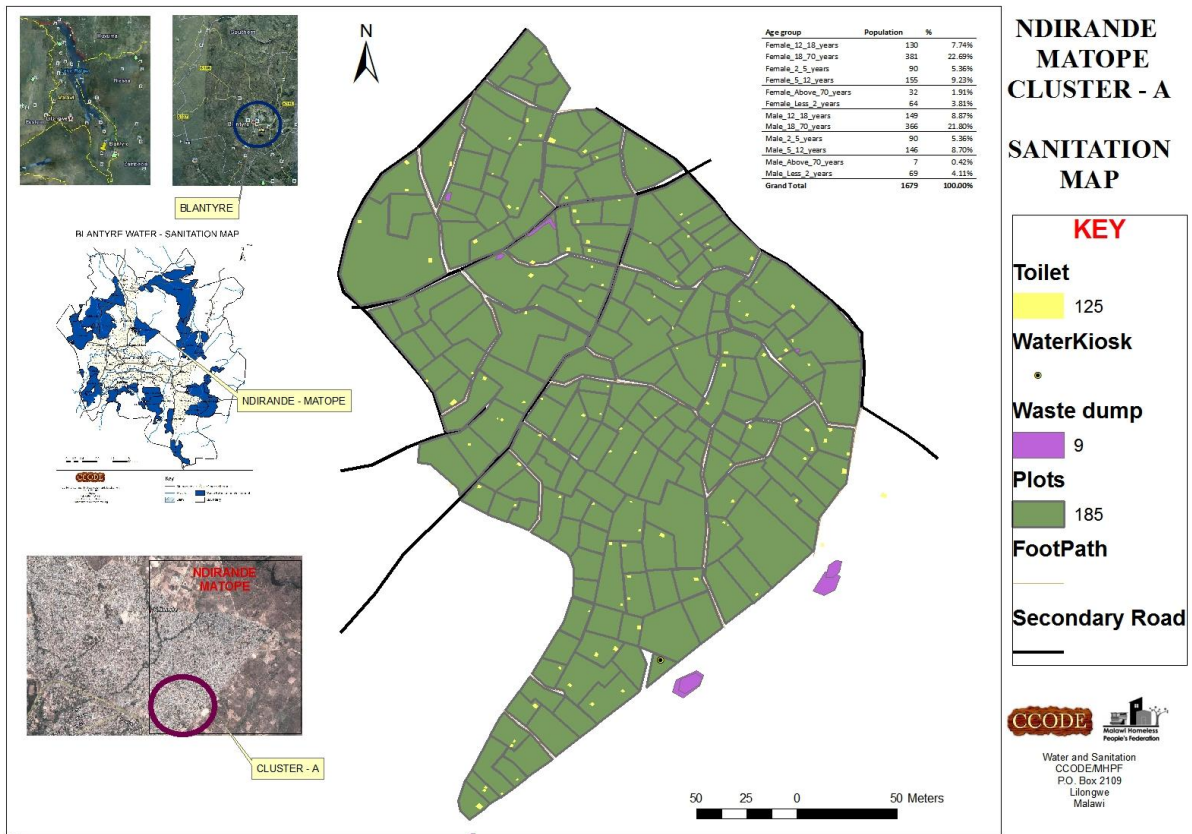 NDIRANDE
MATOPE
CLUSTER - A
SANITATION
MAP
N
Age group Population %
Female_12_18_years 130 7.74%
Female_18_70_years 381 22.69%
Female_2_5_years 90 5.36%
Female_5_12_years 155 9.23%
Female_Above_70_years 32 1.91%
Female_Less_2_years 64 3.81%
Male_12_18_years 149 8.87%
Male_18_70_years 366 21.80%
Male_2_5_years 90 5.36%
Male_5_12_years 146 8.70%
Male_Above_70_years 7 0.42%
Male_Less_2_years 69 4.11%
Grand Total 1679 100.00%
BLANTYRE
BLANTYRE WATER - SANITATION MAP
NDIRANDE - MATOPE
CCODE
Key
NDIRANDE
MATOPE
CLUSTER - A
50 25 0 50 Meters
KEY
Toilet
125
WaterKiosk
Waste dump
9
Plots
185
FootPath
Secondary Road
CCODE
Malawi Homeless
People's Federation
Water and Sanitation
CCODE/MHPF
P.O. Box 2109
Lilongwe
Malawi